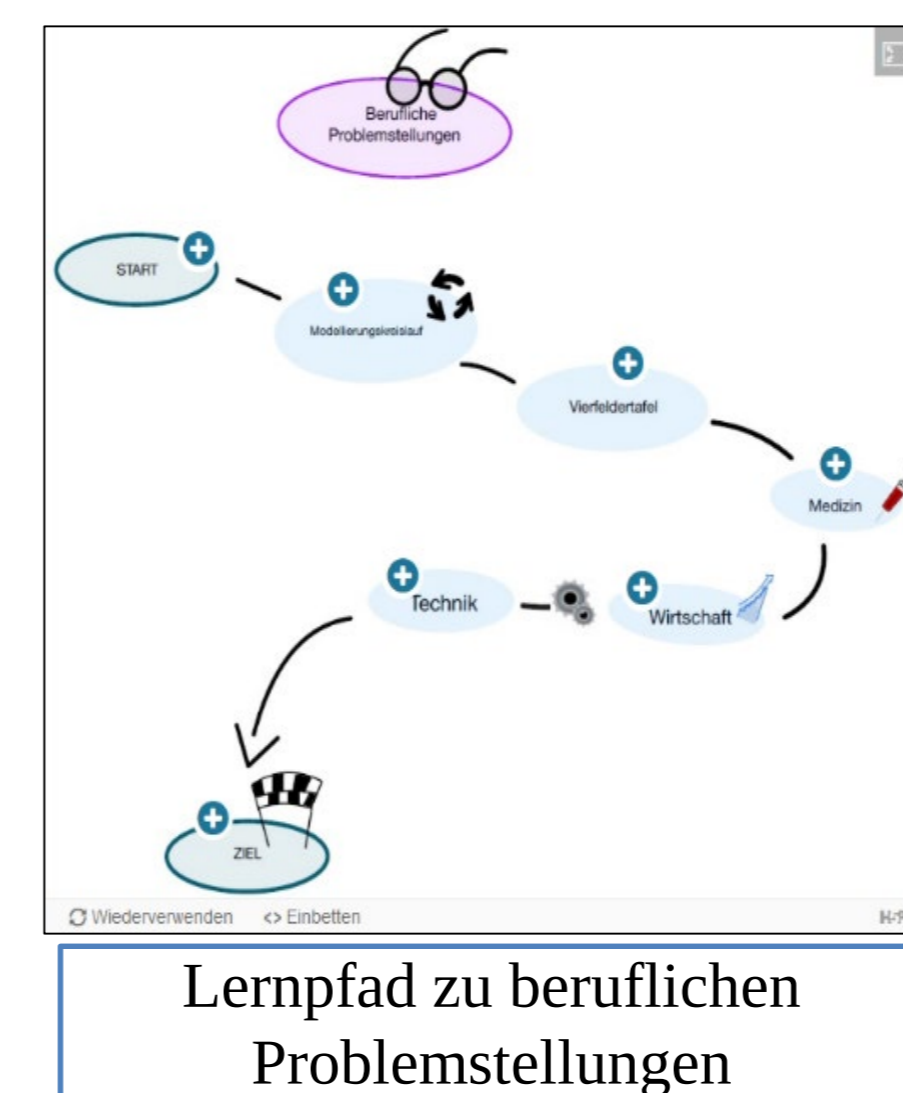 Berufliche
Problemstellungen
START
Modellierungskreislauf
Vierfeldertafel
Medizin
Technik
Wirtschaft
ZIEL
Wiederverwenden <> Einbetten
Lernpfad zu beruflichen
Problemstellungen